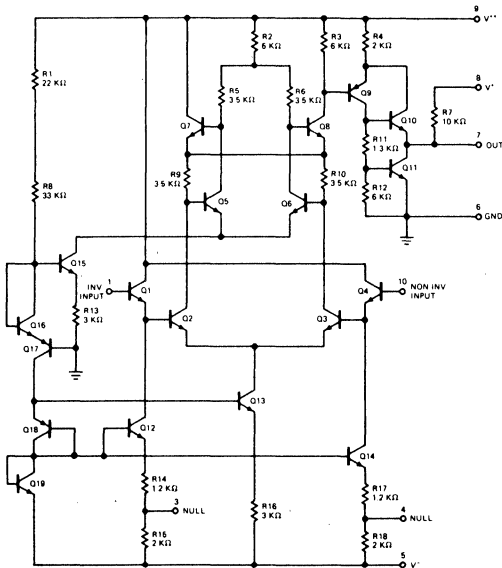 9
V++
R1
22 KΩ
R2
6 KΩ
R3
6 KΩ
R4
2 KΩ
8
V+
R5
3.5 KΩ
R6
3.5 KΩ
Q9
Q7
Q8
Q10
R7
10 KΩ
7
OUT
R11
1.3 KΩ
Q11
R8
33 KΩ
R9
3.5 KΩ
R10
3.5 KΩ
Q5
Q6
R12
6 KΩ
6
GND
Q15
INV
INPUT
1
Q1
Q4
10
NON INV
INPUT
R13
3 KΩ
Q16
Q17
Q2
Q3
Q13
Q18
Q12
Q14
Q19
R14
1.2 KΩ
R17
1.2 KΩ
3
NULL
R16
3 KΩ
4
NULL
R15
2 KΩ
R18
2 KΩ
5
V-